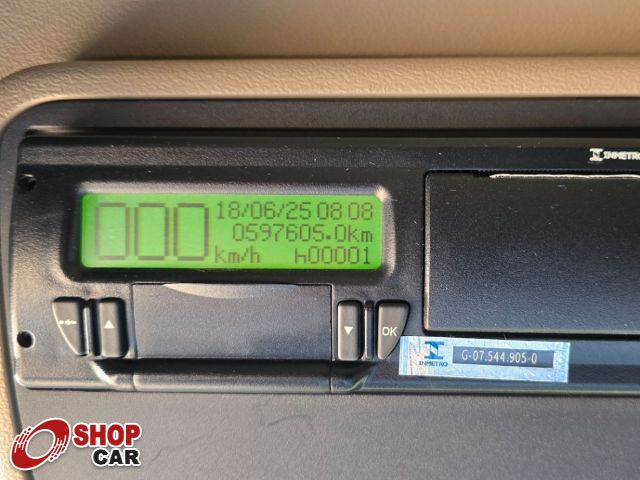 INMETRO
000
18/06/25 08 08
0597605.0km
km/h h00001
OK
INMETRO
G-07.544.905-0
SHOP
CAR